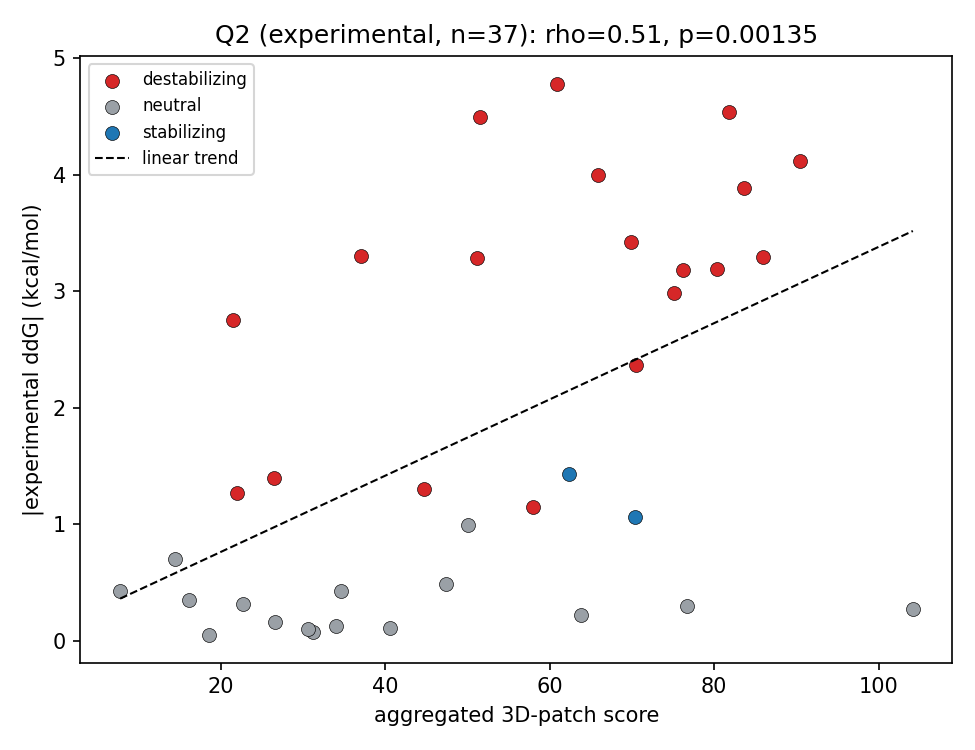 Q2 (experimental, n=37): rho=0.51, p=0.00135
destabilizing
neutral
stabilizing
linear trend
|experimental ddG| (kcal/mol)
5
4
3
2
1
0
20 40 60 80 100
aggregated 3D-patch score